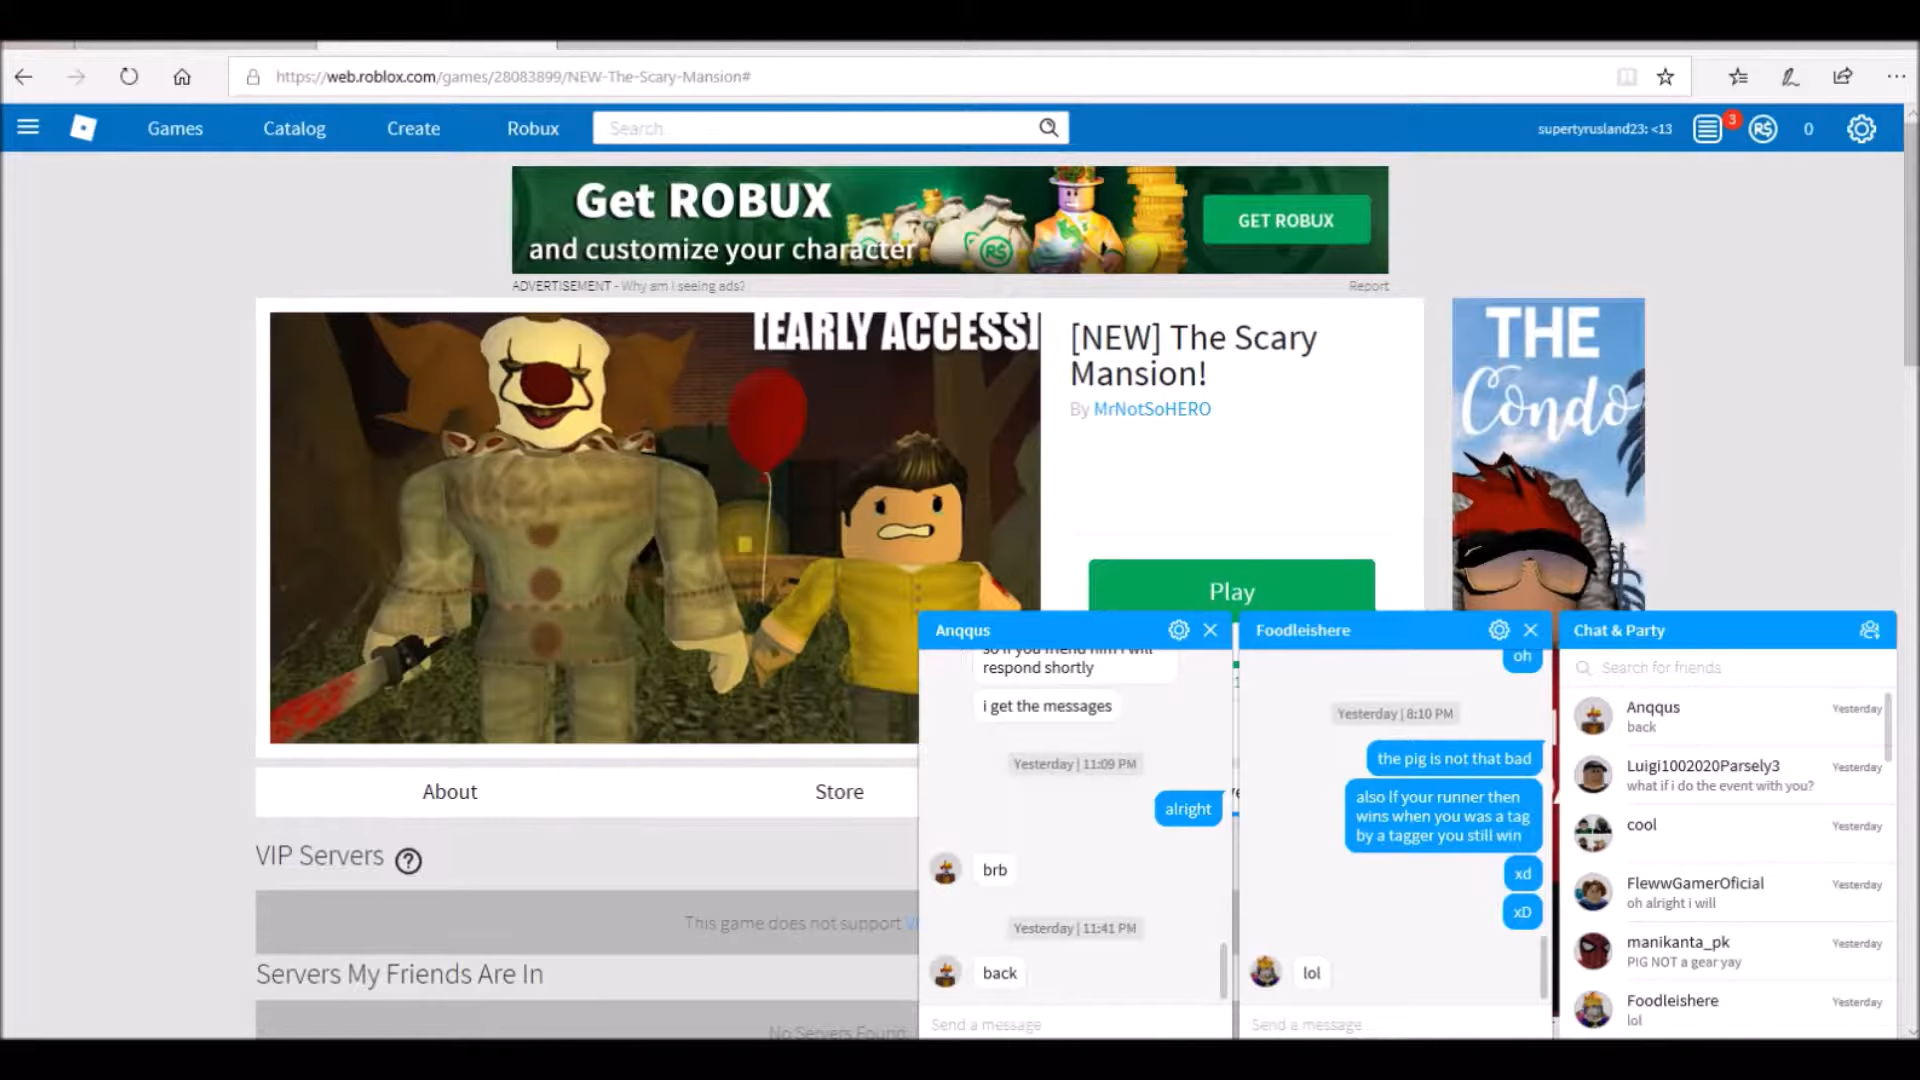 https://web.roblox.com/games/28083899/NEW-The-Scary-Mansion#
Games
Catalog
Create
Robux
Search
supertyrusland23: <13
3
R$
0
Get ROBUX
and customize your character
R$
GET ROBUX
ADVERTISEMENT - Why am I seeing ads?
Report
[EARLY ACCESS]
[NEW] The Scary
Mansion!
By MrNotSoHERO
THE
Condo
Play
About
Store
VIP Servers ?
This game does not support
Servers My Friends Are In
No Servers Found.
Anqqus
so if you friend him i will
respond shortly
i get the messages
Yesterday | 11:09 PM
alright
brb
Yesterday | 11:41 PM
back
Send a message
Foodleishere
oh
Yesterday | 8:10 PM
the pig is not that bad
also If your runner then
wins when you was a tag
by a tagger you still win
xd
xD
lol
Send a message
Chat & Party
Search for friends
Anqqus
Yesterday
back
Luigi1002020Parsely3
Yesterday
what if i do the event with you?
cool
Yesterday
FlewwGamerOficial
Yesterday
oh alright i will
manikanta_pk
Yesterday
PIG NOT a gear yay
Foodleishere
Yesterday
lol